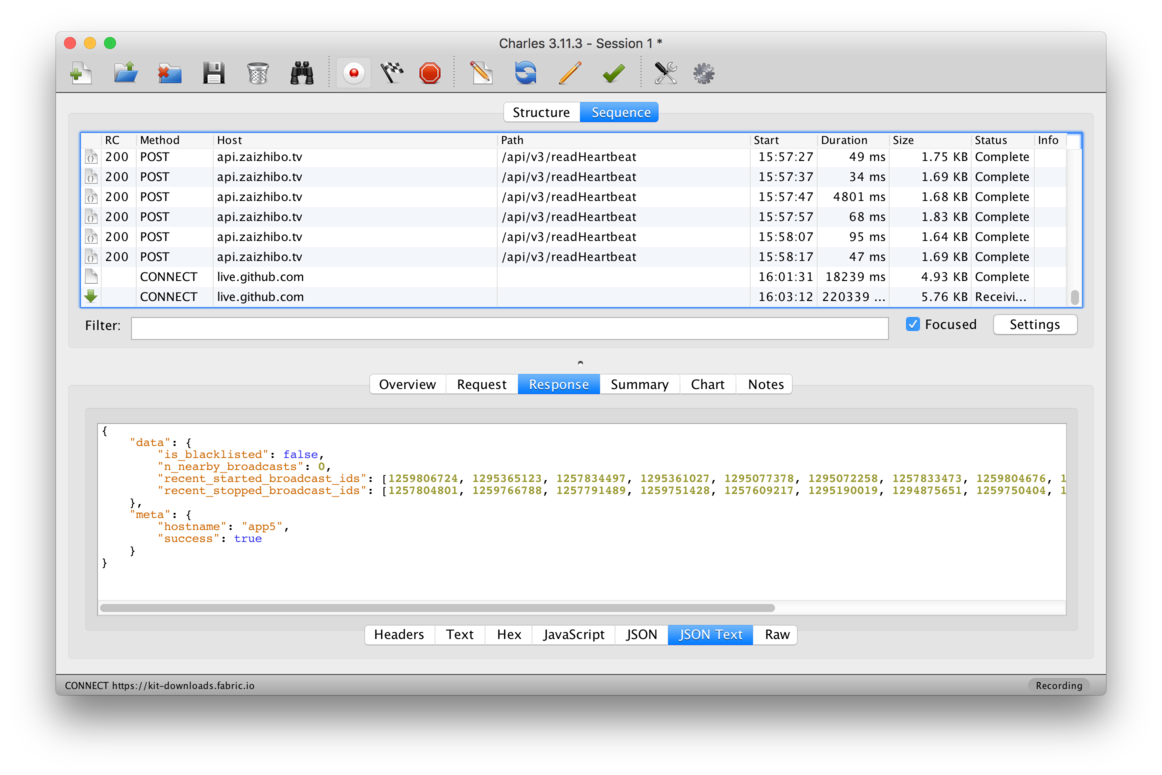 Charles 3.11.3 - Session 1 *
Structure Sequence
RC Method Host Path Start Duration Size Status Info
200 POST api.zaizhibo.tv /api/v3/readHeartbeat 15:57:27 49 ms 1.75 KB Complete
200 POST api.zaizhibo.tv /api/v3/readHeartbeat 15:57:37 34 ms 1.69 KB Complete
200 POST api.zaizhibo.tv /api/v3/readHeartbeat 15:57:47 4801 ms 1.68 KB Complete
200 POST api.zaizhibo.tv /api/v3/readHeartbeat 15:57:57 68 ms 1.83 KB Complete
200 POST api.zaizhibo.tv /api/v3/readHeartbeat 15:58:07 95 ms 1.64 KB Complete
200 POST api.zaizhibo.tv /api/v3/readHeartbeat 15:58:17 47 ms 1.69 KB Complete
CONNECT live.github.com 16:01:31 18239 ms 4.93 KB Complete
CONNECT live.github.com 16:03:12 220339 ... 5.76 KB Receivi...
Filter: Focused Settings
Overview Request Response Summary Chart Notes
{
"data": {
"is_blacklisted": false,
"n_nearby_broadcasts": 0,
"recent_started_broadcast_ids": [1259806724, 1295365123, 1257834497, 1295361027, 1295077378, 1295072258, 1257833473, 1259804676, 1
"recent_stopped_broadcast_ids": [1257804801, 1259766788, 1257791489, 1259751428, 1257609217, 1295190019, 1294875651, 1259750404, 1
},
"meta": {
"hostname": "app5",
"success": true
}
}
Headers Text Hex JavaScript JSON JSON Text Raw
CONNECT https://kit-downloads.fabric.io Recording